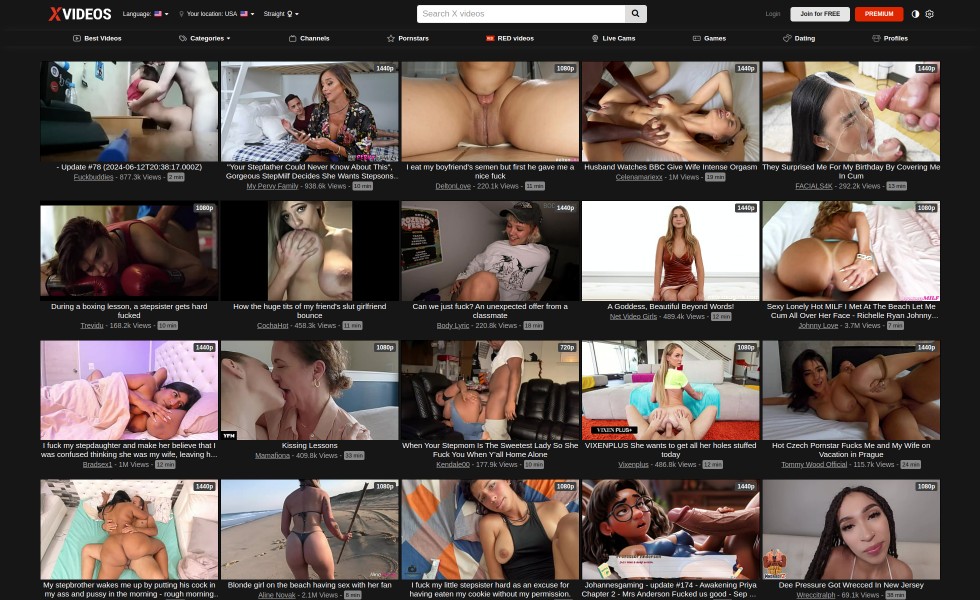 XVIDEOS
Language:
Your location: USA
Straight
Search X videos
Login
Join for FREE
PREMIUM
Best Videos
Categories
Channels
Pornstars
RED videos
Live Cams
Games
Dating
Profiles
1440p
1080p
1440p
1440p
- Update #78 (2024-06-12T20:38:17.000Z)
Fuckbuddies - 877.3k Views - 2 min
"Your Stepfather Could Never Know About This",
Gorgeous StepMilf Decides She Wants Stepsons...
My Pervy Family - 938.6k Views - 10 min
I eat my boyfriend's semen but first he gave me a
nice fuck
DeltonLove - 220.1k Views - 11 min
Husband Watches BBC Give Wife Intense Orgasm
Celenamariexx - 1M Views - 19 min
They Surprised Me For My Birthday By Covering Me
In Cum
FACIALS4K - 292.2k Views - 13 min
1080p
1440p
1440p
1080p
MILF
During a boxing lesson, a stepsister gets hard
fucked
Trevidu - 168.2k Views - 10 min
How the huge tits of my friend's slut girlfriend
bounce
CochaHot - 458.3k Views - 11 min
Can we just fuck? An unexpected offer from a
classmate
Body Lyric - 220.8k Views - 18 min
A Goddess, Beautiful Beyond Words!
Net Video Girls - 489.4k Views - 12 min
Sexy Lonely Hot MILF I Met At The Beach Let Me
Cum All Over Her Face - Richelle Ryan Johnny...
Johnny Love - 3.7M Views - 7 min
1440p
1080p
720p
1080p
1440p
YPM
VIXEN PLUS+
I fuck my stepdaughter and make her believe that I
was confused thinking she was my wife, leaving h...
Bradsex1 - 1M Views - 12 min
Kissing Lessons
Mamafiona - 409.8k Views - 33 min
When Your Stepmom Is The Sweetest Lady So She
Fuck You When Y'all Home Alone
Kendale00 - 177.9k Views - 10 min
VIXENPLUS She wants to get all her holes stuffed
today
Vixenplus - 486.8k Views - 12 min
Hot Czech Pornstar Fucks Me and My Wife on
Vacation in Prague
Tommy Wood Official - 115.7k Views - 24 min
1440p
1080p
1080p
1440p
1080p
My stepbrother wakes me up by putting his cock in
my ass and pussy in the morning - rough morning...
Blonde girl on the beach having sex with her fan
Aline Novak - 2.1M Views - 8 min
I fuck my little stepsister hard as an excuse for
having eaten my cookie without my permission.
Johannesgaming - update #174 - Awakening Priya
Chapter 2 - Mrs Anderson Fucked us good - Sep ...
Dee Pressure Got Wrecced In New Jersey
Wreccitralph - 69.1k Views - 38 min